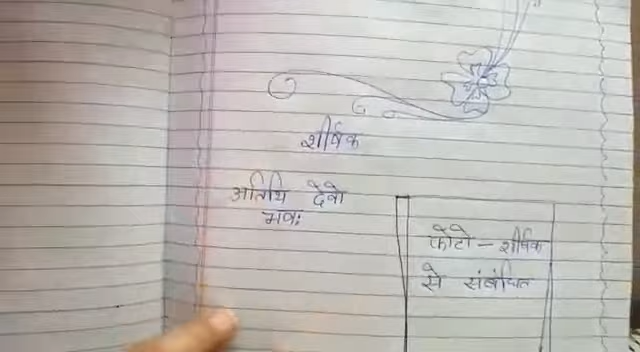 शीर्षक
अतिथि देवो
भवः
फोटो - शीर्षक
से संबंधित